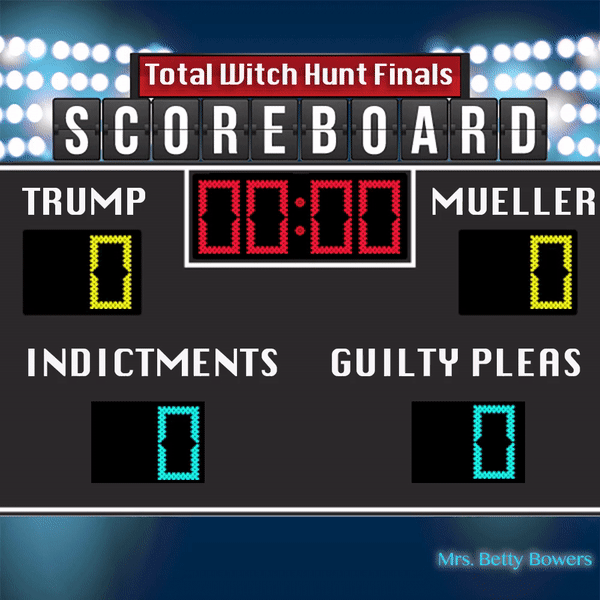 Total Witch Hunt Finals
SCOREBOARD
TRUMP 00:00 MUELLER
0 0
INDICTMENTS GUILTY PLEAS
0 0
Mrs. Betty Bowers